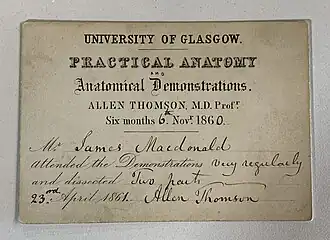 UNIVERSITY OF GLASGOW.
PRACTICAL ANATOMY
AND
Anatomical Demonstrations.
ALLEN THOMSON, M.D. Profr.
Six months 6th Novr. 1860.
Mr James Macdonald
attended the Demonstrations very regularly
and dissected Two parts
23rd April 1861. Allen Thomson